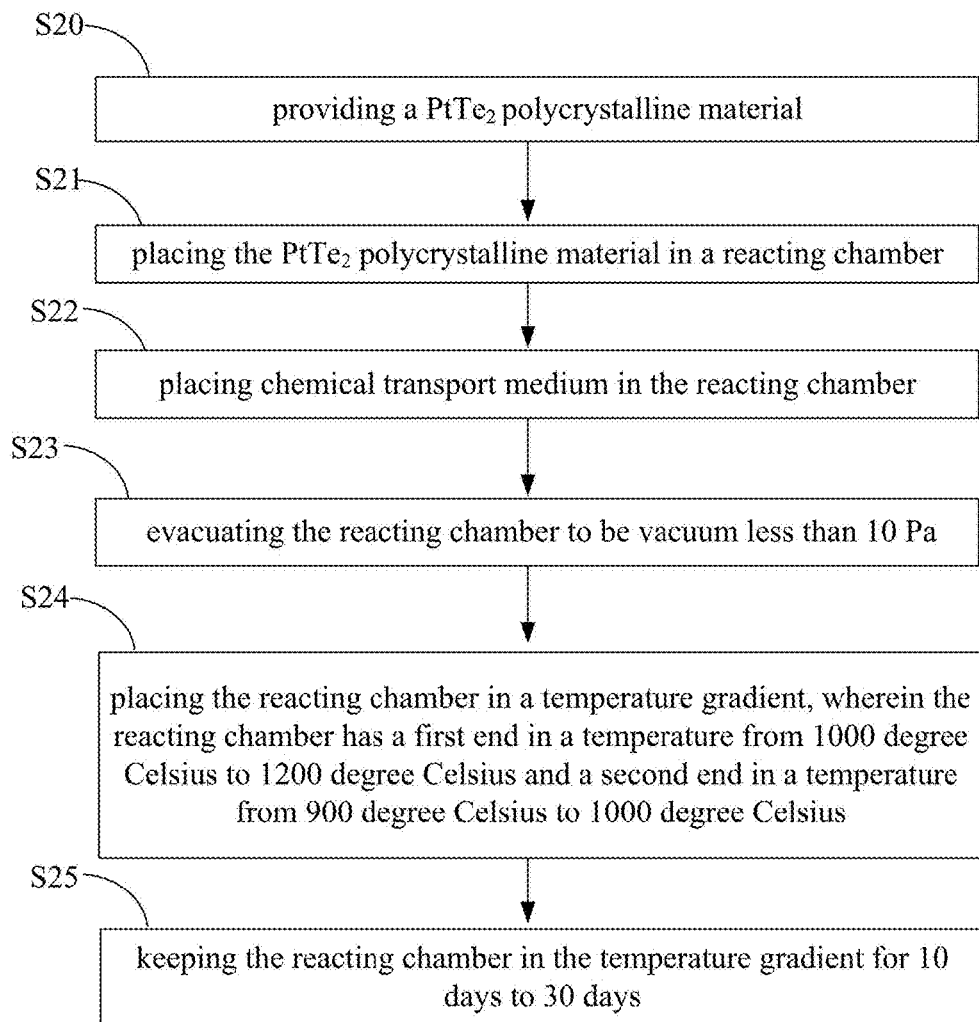 S20
providing a PtTe₂ polycrystalline material
S21
placing the PtTe₂ polycrystalline material in a reacting chamber
S22
placing chemical transport medium in the reacting chamber
S23
evacuating the reacting chamber to be vacuum less than 10 Pa
S24
placing the reacting chamber in a temperature gradient, wherein the
reacting chamber has a first end in a temperature from 1000 degree
Celsius to 1200 degree Celsius and a second end in a temperature
from 900 degree Celsius to 1000 degree Celsius
S25
keeping the reacting chamber in the temperature gradient for 10
days to 30 days